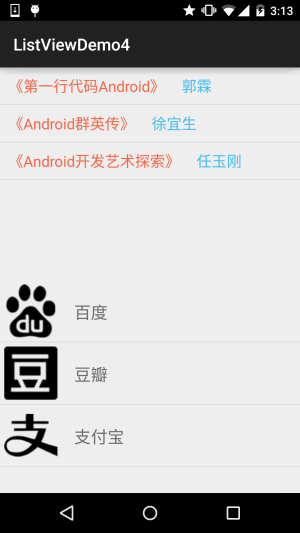 3:13
ListViewDemo4
《第一行代码Android》 郭霖
《Android群英传》 徐宜生
《Android开发艺术探索》 任玉刚
du 百度
豆 豆瓣
支 支付宝